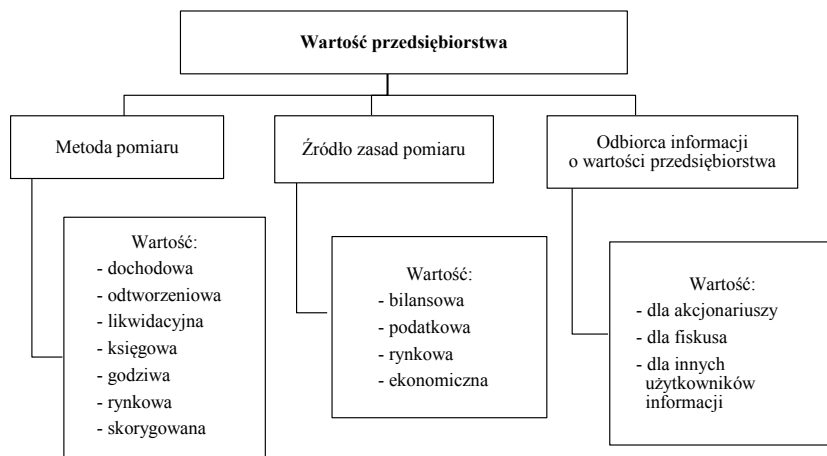 Wartość przedsiębiorstwa
Metoda pomiaru
Źródło zasad pomiaru
Odbiorca informacji
o wartości przedsiębiorstwa
Wartość:
- dochodowa
- odtworzeniowa
- likwidacyjna
- księgowa
- godziwa
- rynkowa
- skorygowana
Wartość:
- bilansowa
- podatkowa
- rynkowa
- ekonomiczna
Wartość:
- dla akcjonariuszy
- dla fiskusa
- dla innych
użytkowników
informacji